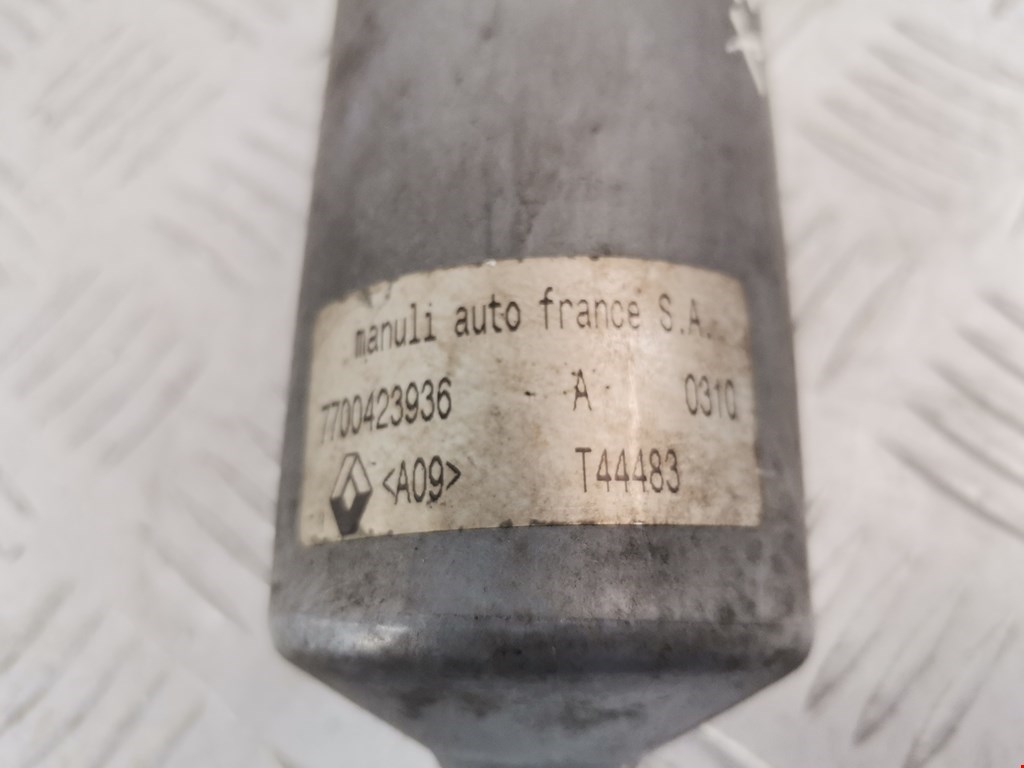 manuli auto france S.A.
7700423936 - A 0310
<A09> T44483